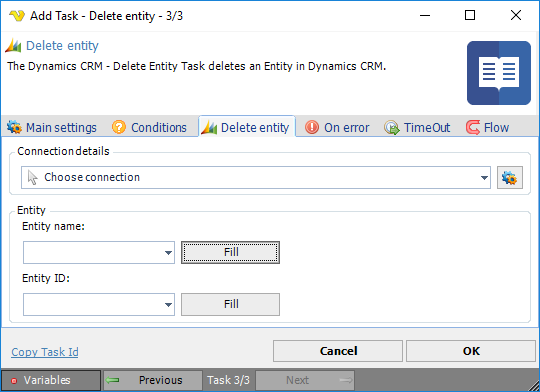 Add Task - Delete entity - 3/3
Delete entity
The Dynamics CRM - Delete Entity Task deletes an Entity in Dynamics CRM.
Main settings Conditions Delete entity On error TimeOut Flow
Connection details
Choose connection
Entity
Entity name:
Fill
Entity ID:
Fill
Copy Task Id Cancel OK
Variables Previous Task 3/3 Next